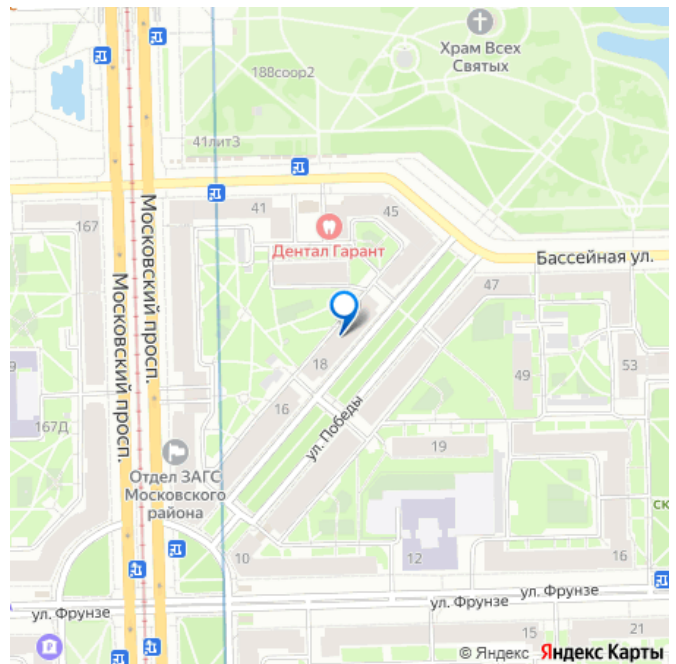 Храм Всех
Святых
188соор2
41лит3
167
41
45
Дентал Гарант
Бассейная ул.
Московский просп.
Московский просп.
47
18
53
49
16
167Д
ул. Победы
19
Отдел ЗАГС
Московского
района
10
12
16
ул. Фрунзе
ул. Фрунзе
ул. Фрунзе
15
21
© Яндекс Яндекс Карты